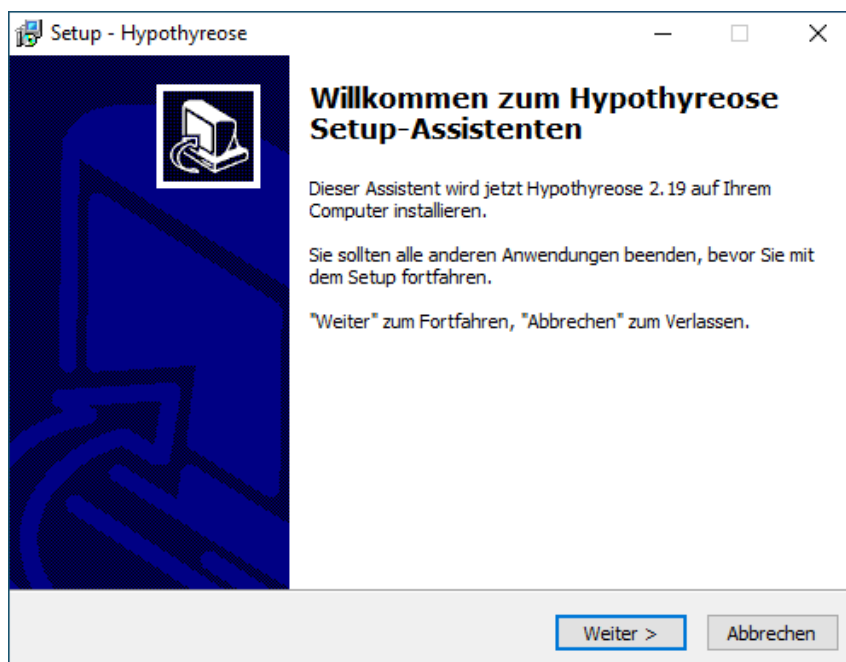 Setup - Hypothyreose
Willkommen zum Hypothyreose
Setup-Assistenten
Dieser Assistent wird jetzt Hypothyreose 2.19 auf Ihrem
Computer installieren.
Sie sollten alle anderen Anwendungen beenden, bevor Sie mit
dem Setup fortfahren.
"Weiter" zum Fortfahren, "Abbrechen" zum Verlassen.
Weiter >
Abbrechen